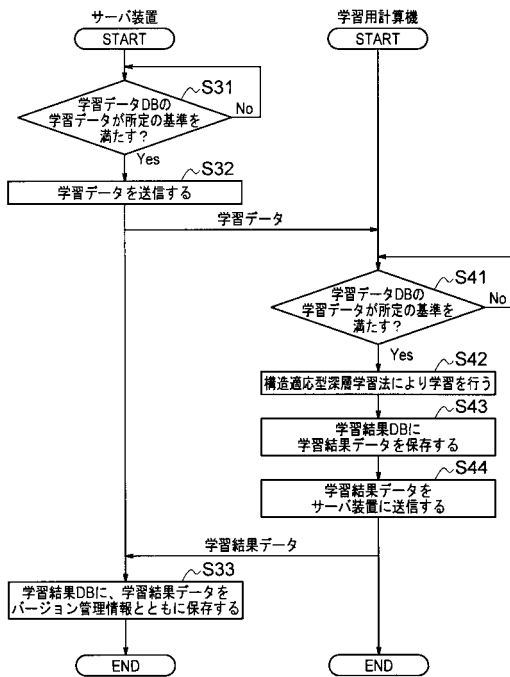 サーバ装置
START
S31
学習データDBの
学習データが所定の基準を
満たす?
No
Yes
S32
学習データを送信する
学習データ
学習用計算機
START
S41
学習データDBの
学習データが所定の基準を
満たす?
No
Yes
S42
構造適応型深層学習法により学習を行う
S43
学習結果DBに
学習結果データを保存する
S44
学習結果データを
サーバ装置に送信する
学習結果データ
S33
学習結果DBに、学習結果データを
バージョン管理情報とともに保存する
END
END